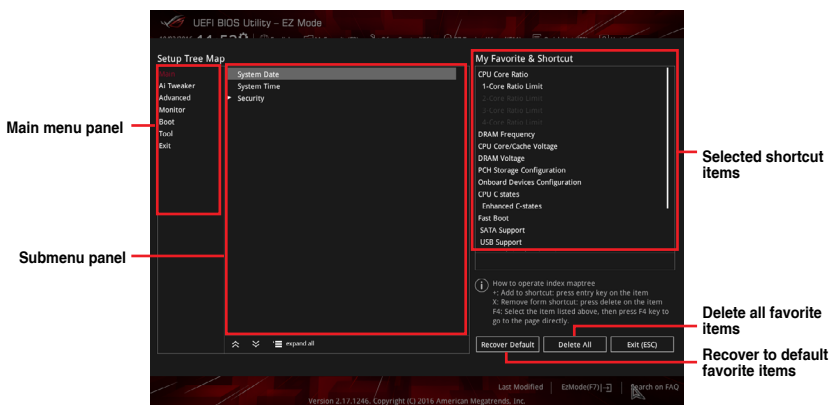 UEFI BIOS Utility – EZ Mode
Setup Tree Map
My Favorite & Shortcut
Main
Ai Tweaker
Advanced
Monitor
Boot
Tool
Exit
System Date
System Time
Security
CPU Core Ratio
1-Core Ratio Limit
2-Core Ratio Limit
3-Core Ratio Limit
4-Core Ratio Limit
DRAM Frequency
CPU Core/Cache Voltage
DRAM Voltage
PCH Storage Configuration
Onboard Devices Configuration
CPU C states
Enhanced C-states
Fast Boot
SATA Support
USB Support
Main menu panel
Submenu panel
Selected shortcut
items
How to operate index maptree
+: Add to shortcut: press entry key on the item
X: Remove form shortcut: press delete on the item
F4: Select the item listed above, then press F4 key to
go to the page directly.
expand all
Recover Default
Delete All
Exit (ESC)
Delete all favorite
items
Recover to default
favorite items
Last Modified
EzMode(F7)
Search on FAQ
Version 2.17.1246. Copyright (C) 2016 American Megatrends, Inc.